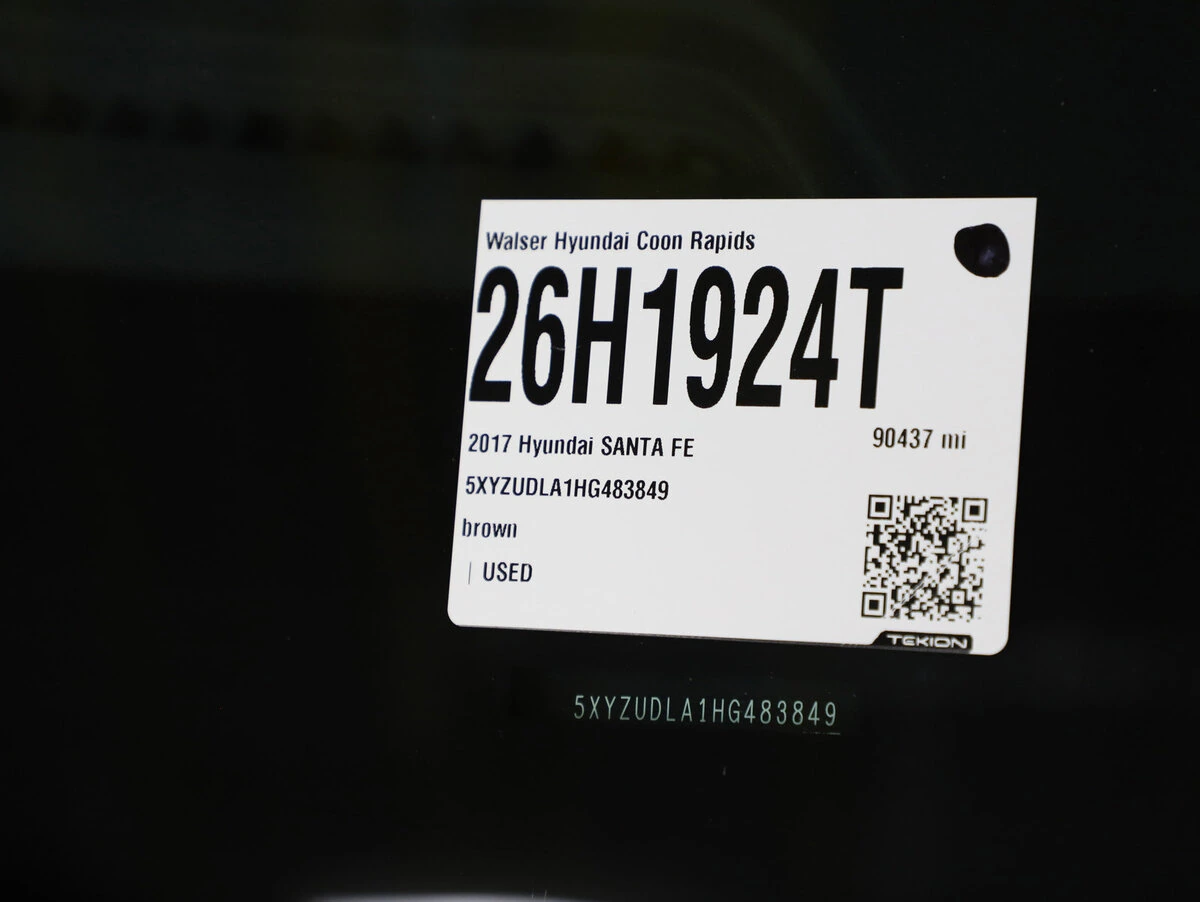 Walser Hyundai Coon Rapids
26H1924T
2017 Hyundai SANTA FE
90437 mi
5XYZUDLA1HG483849
brown
| USED
TEKION
5XYZUDLA1HG483849